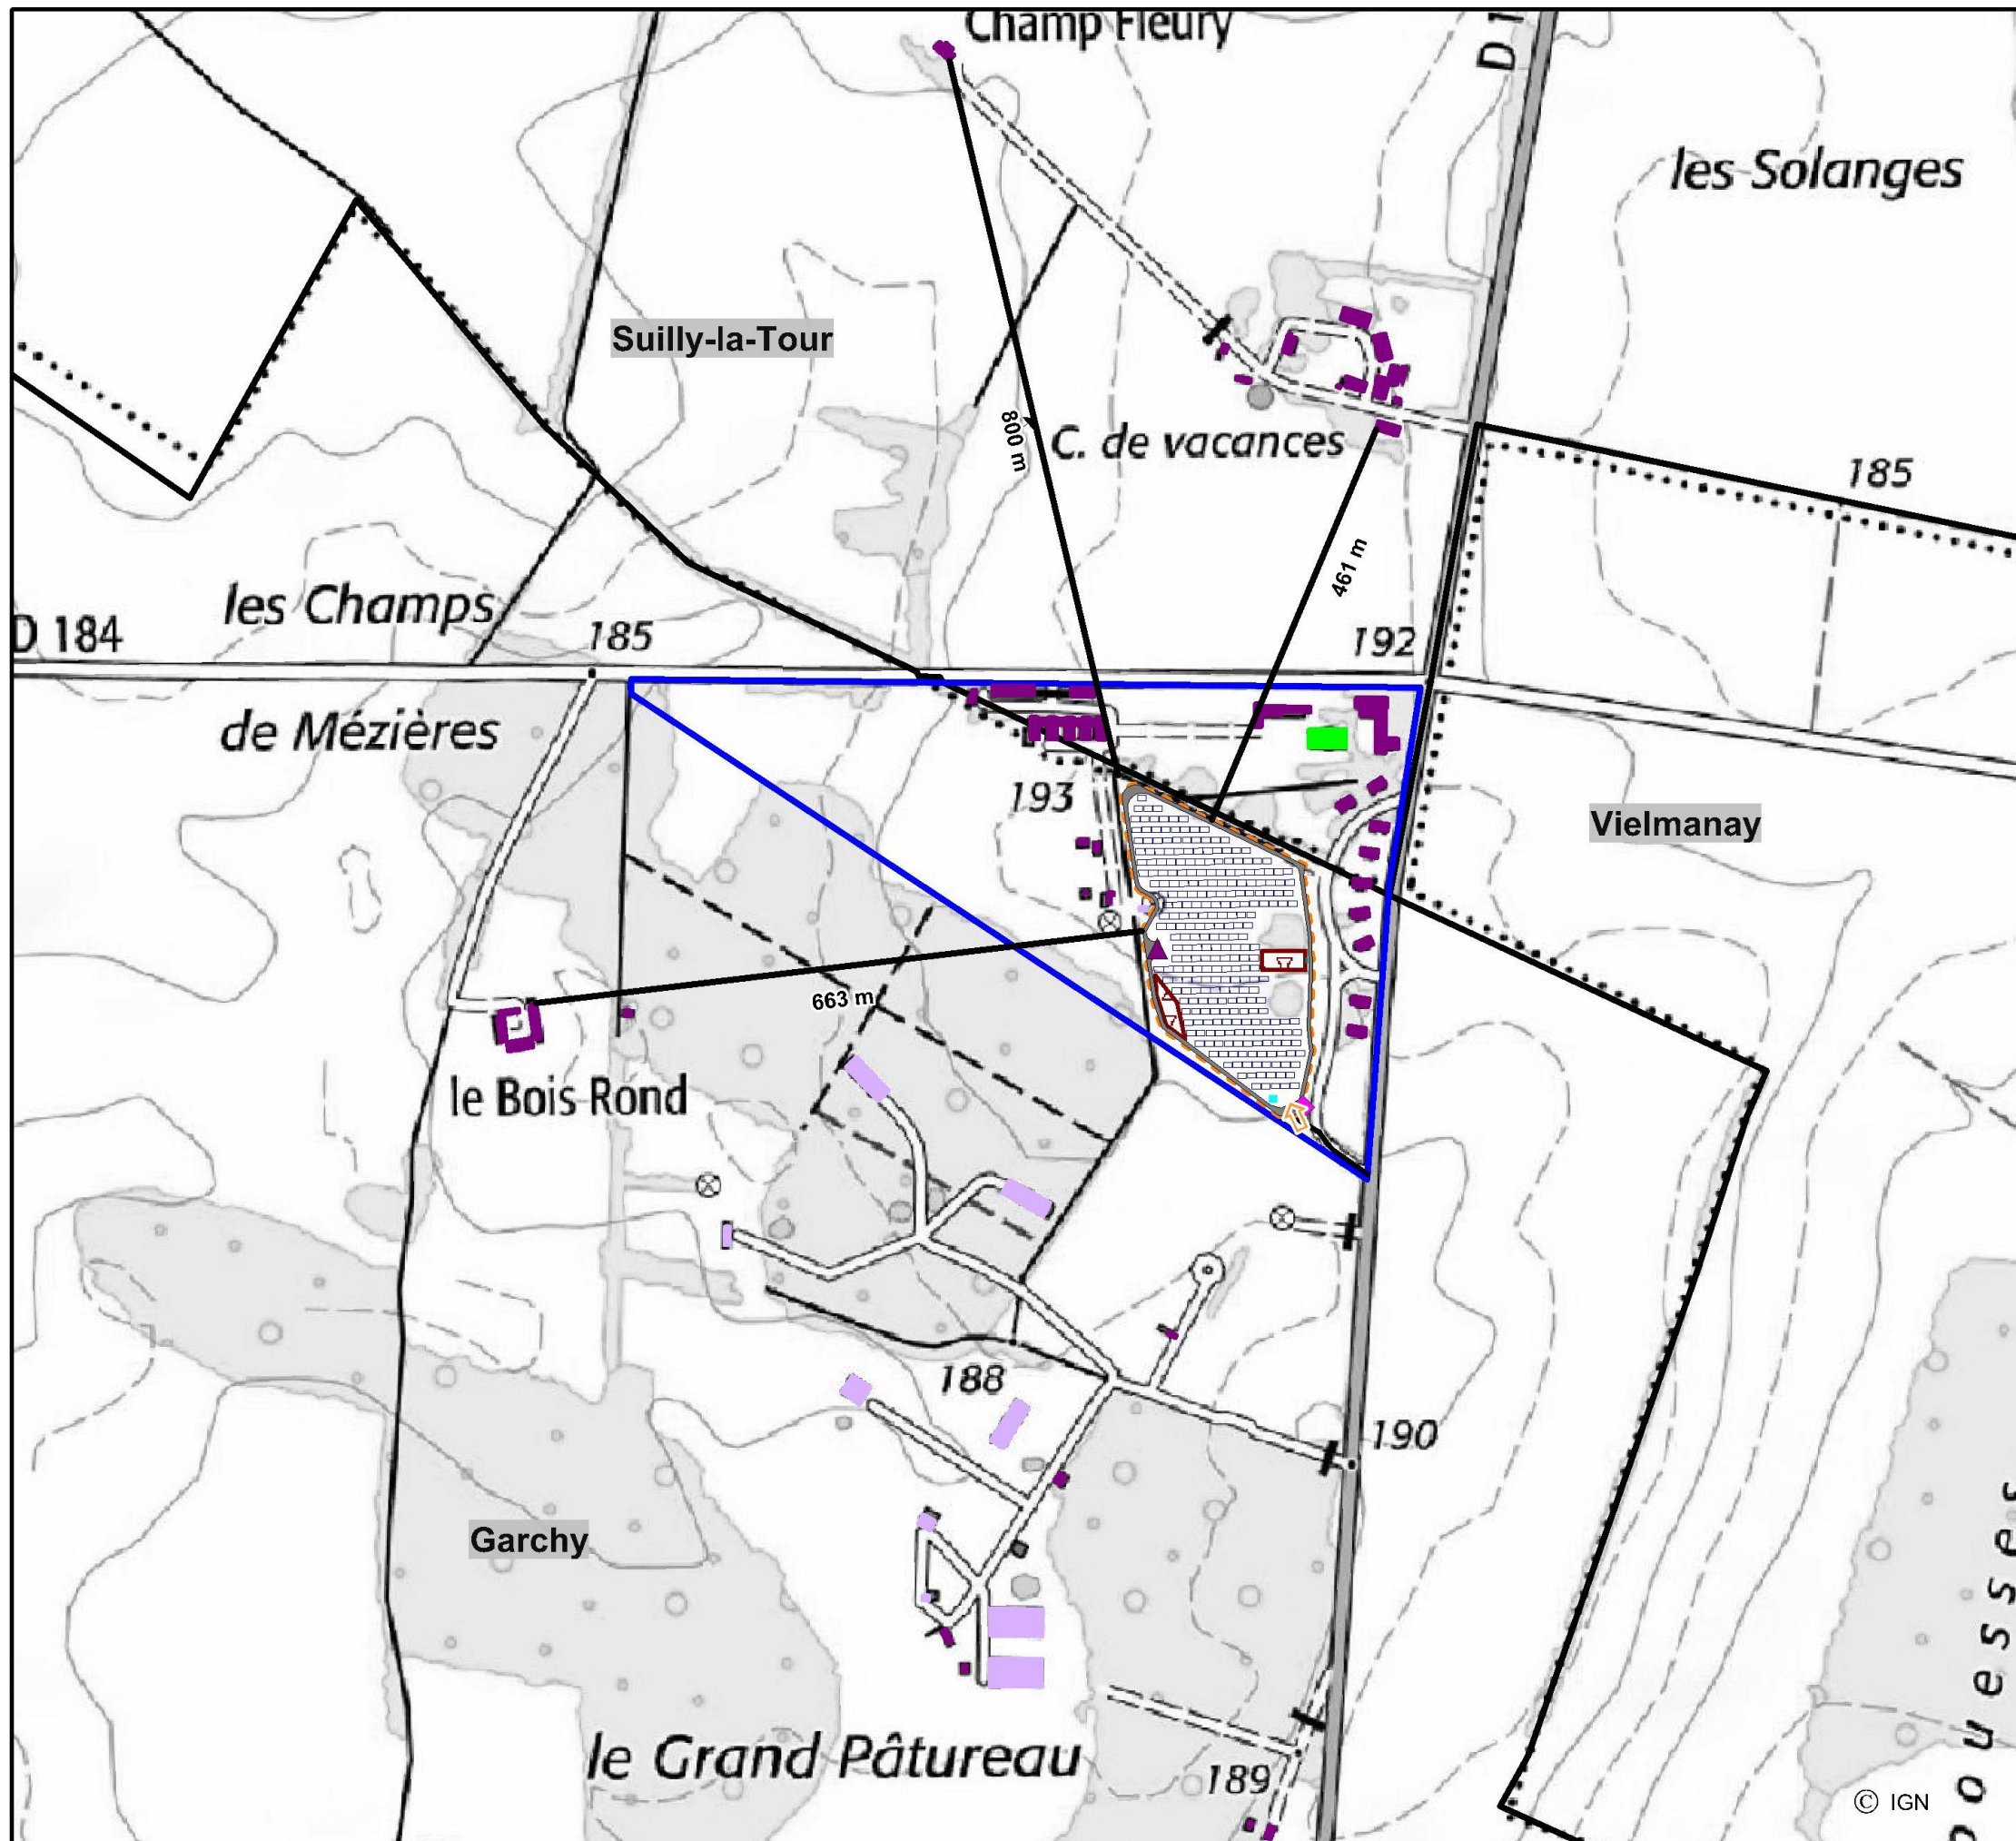 Champ Fleury
D 1
les Solanges
Suilly-la-Tour
800 m
C. de vacances
185
461 m
les Champs
185
192
D 184
de Mézières
193
Vielmanay
663 m
le Bois Rond
188
190
Garchy
le Grand Pâtureau
189
© IGN